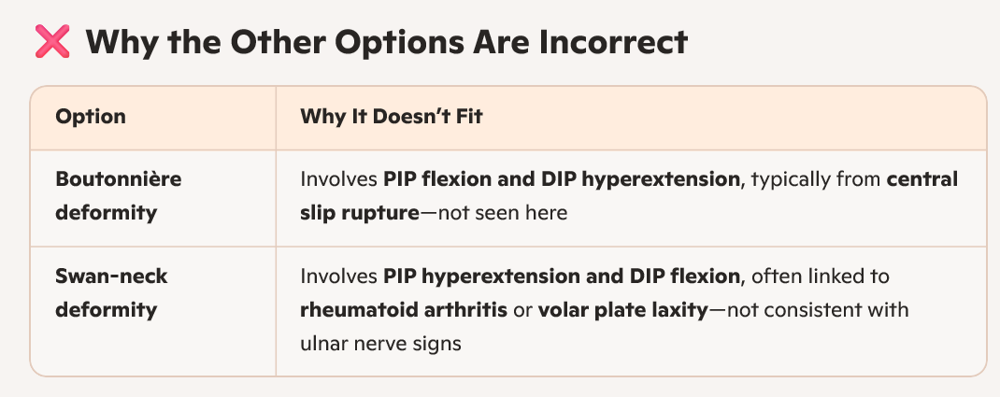 ❌ Why the Other Options Are Incorrect
Option
Why It Doesn’t Fit
Boutonnière
deformity
Involves PIP flexion and DIP hyperextension, typically from central
slip rupture—not seen here
Swan-neck
deformity
Involves PIP hyperextension and DIP flexion, often linked to
rheumatoid arthritis or volar plate laxity—not consistent with
ulnar nerve signs